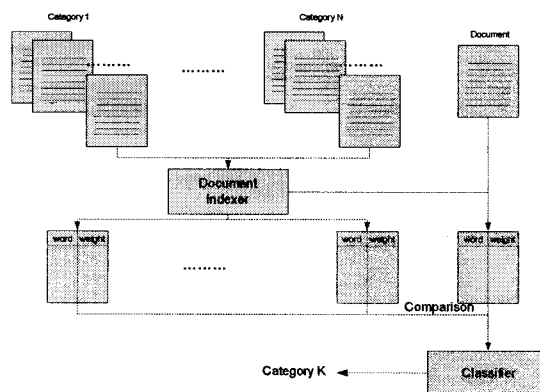 Category 1
Category N
Document
Document
Indexer
word weight
word weight
word weight
Comparison
Category K
Classifier